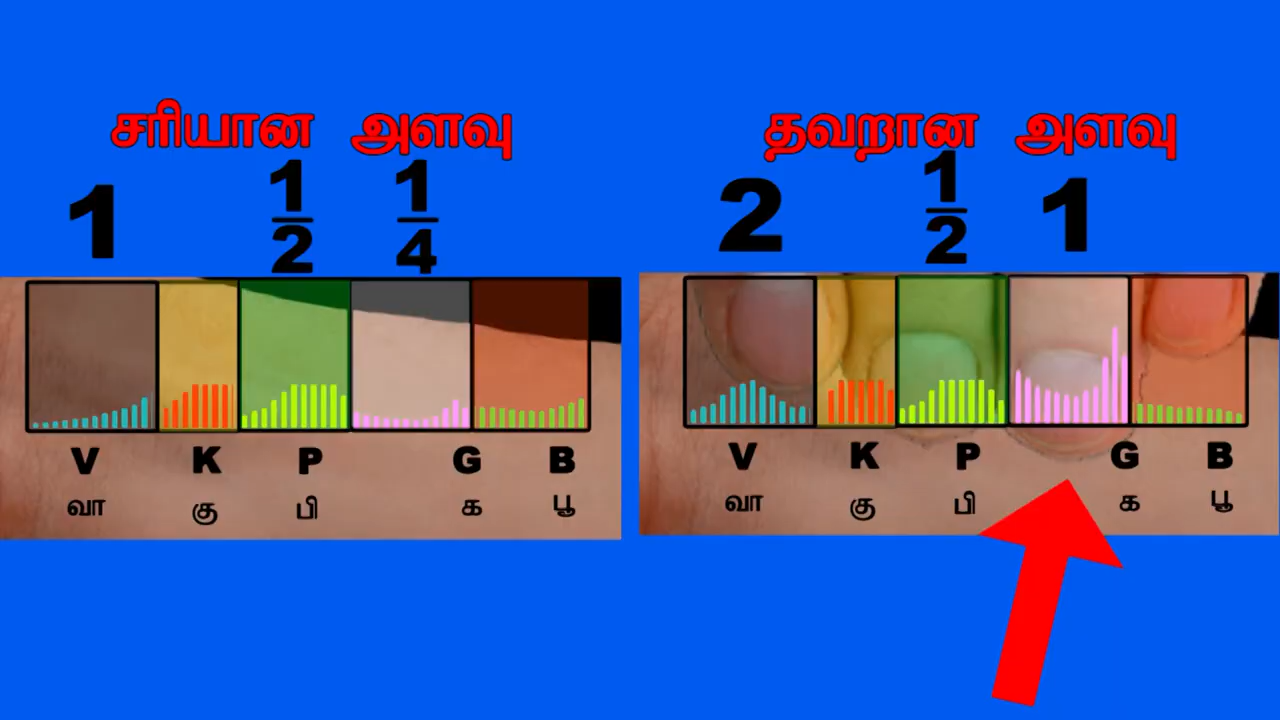 சரியான அளவு
1 1/2 1/4
V K P G B
வா கு பி க பூ
தவறான அளவு
2 1/2 1
V K P G B
வா கு பி க பூ